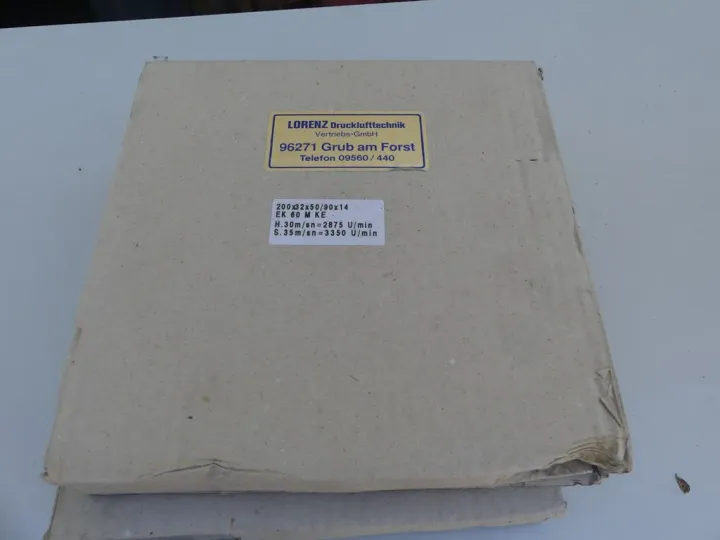 LORENZ Drucklufttechnik
Vertriebs-GmbH
96271 Grub am Forst
Telefon 09560 / 440
200x32x50/90x14
EK 60 M KE
H.30m/sn=2875 U/min
S.35m/sn=3350 U/min